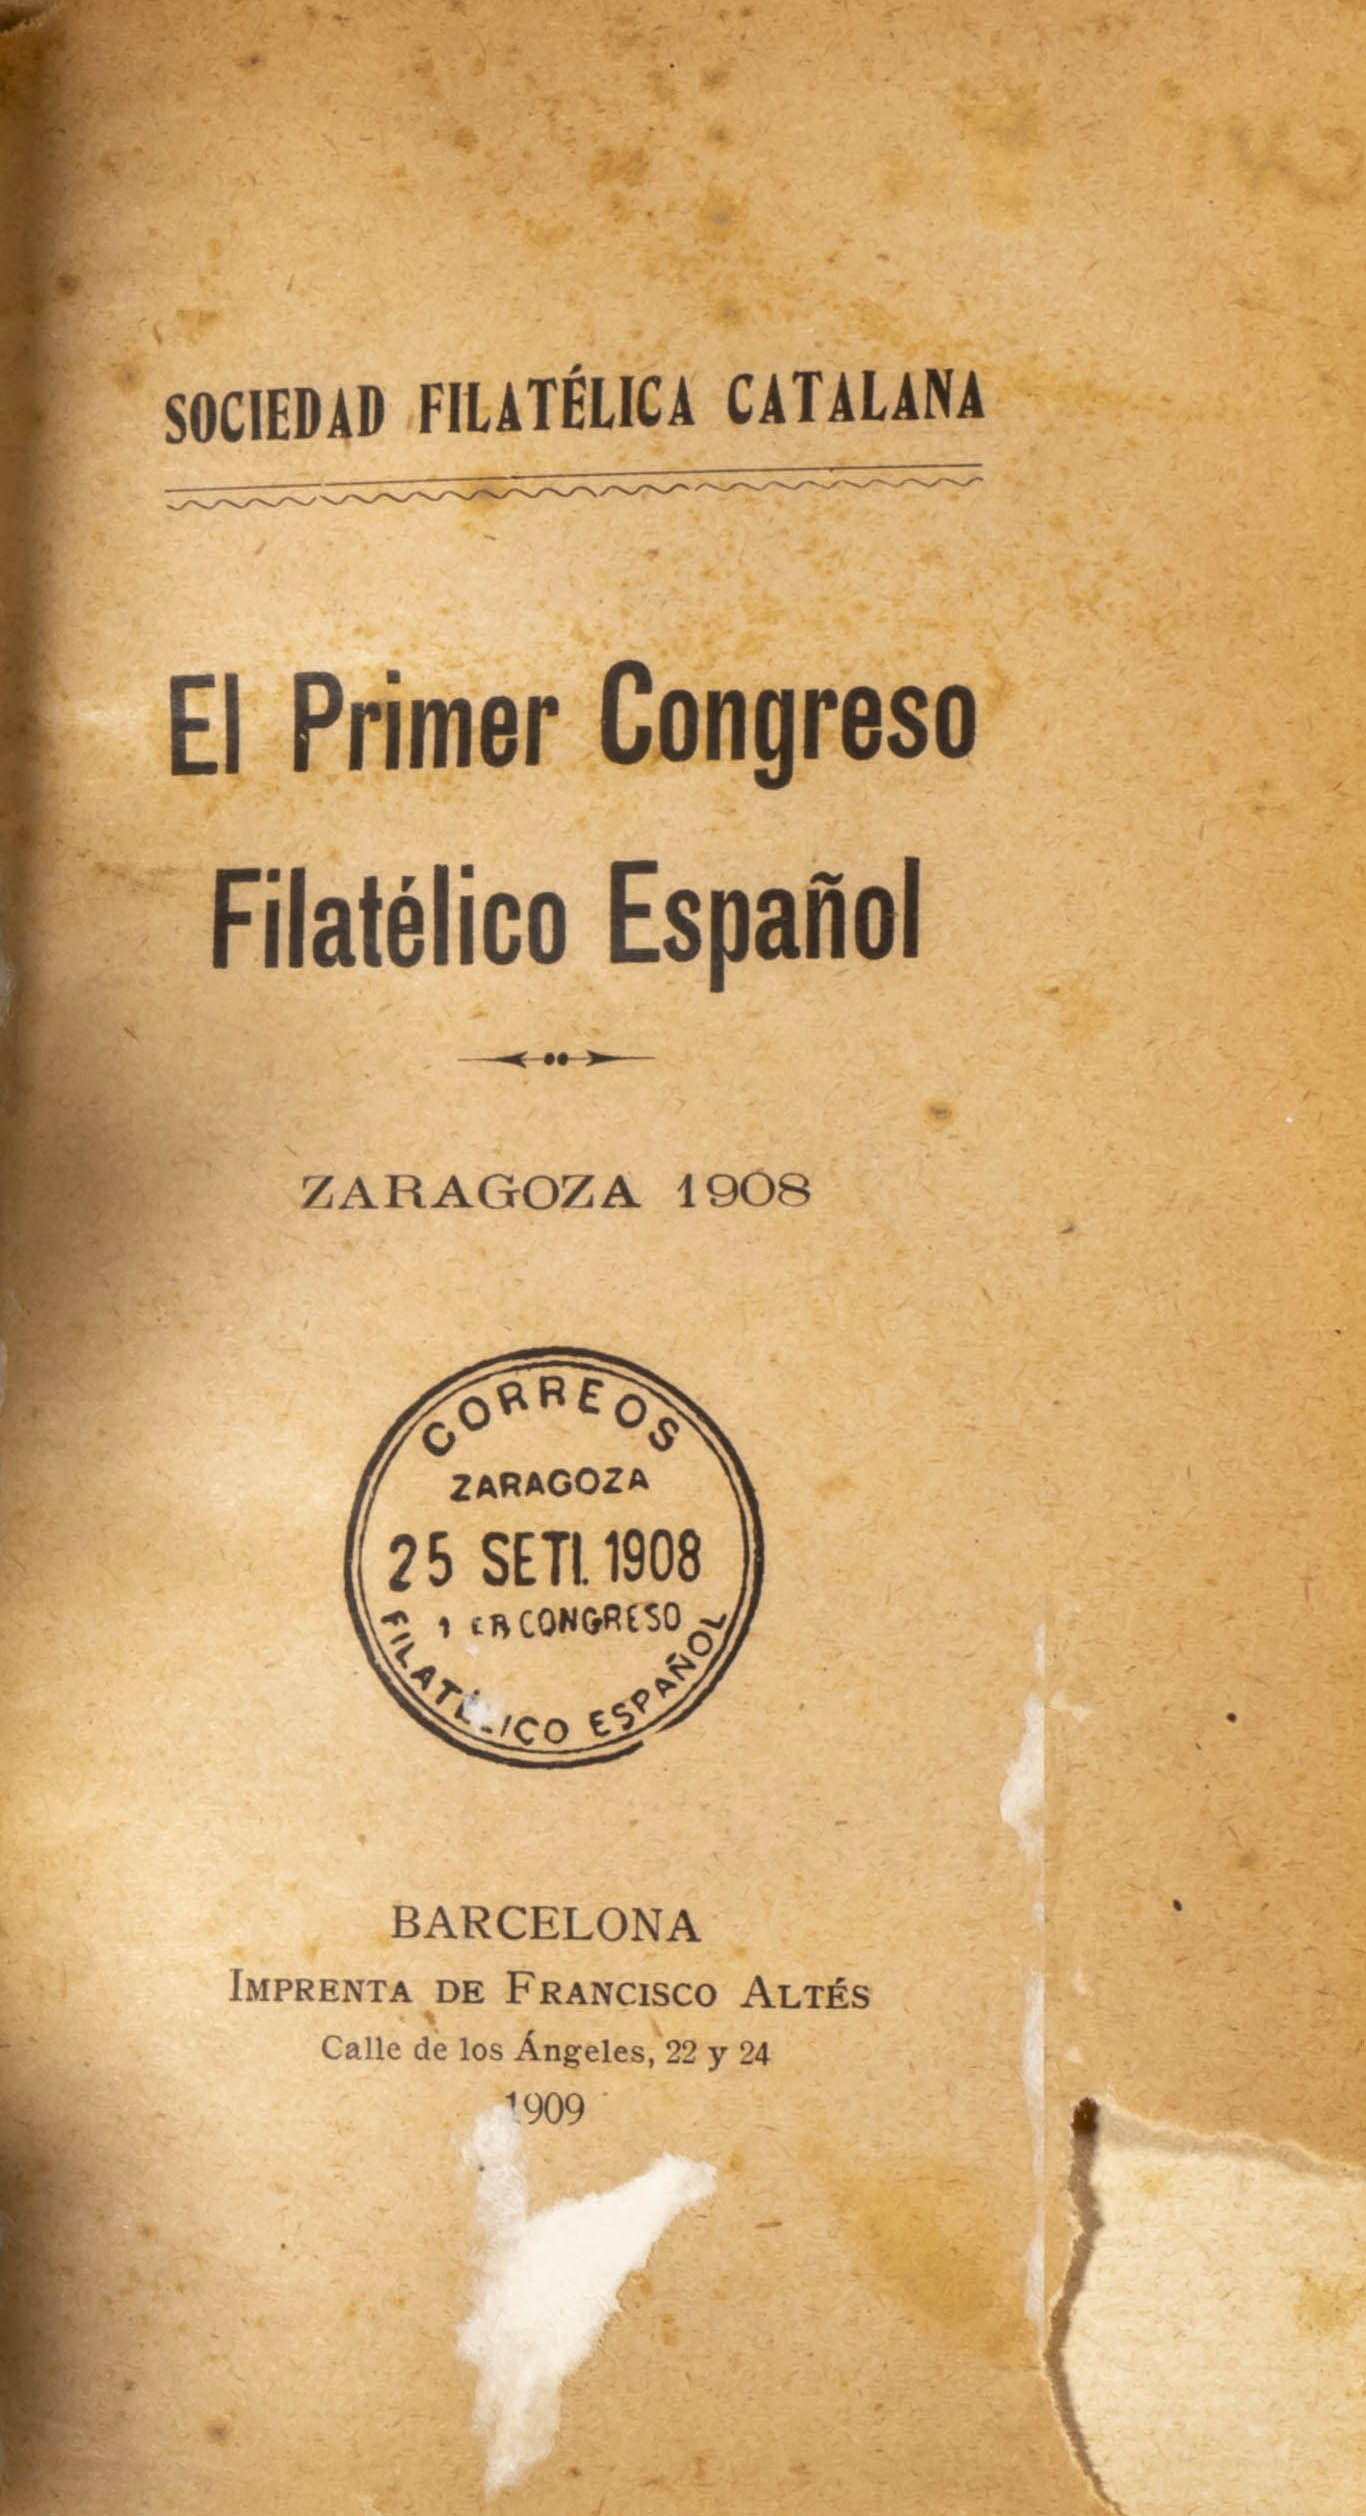 SOCIEDAD FILATÉLICA CATALANA
El Primer Congreso
Filatélico Español
ZARAGOZA 1908
CORREOS
ZARAGOZA
25 SETI. 1908
1 ER CONGRESO
FILATÉLICO ESPAÑOL
BARCELONA
IMPRENTA DE FRANCISCO ALTÉS
Calle de los Ángeles, 22 y 24
1909